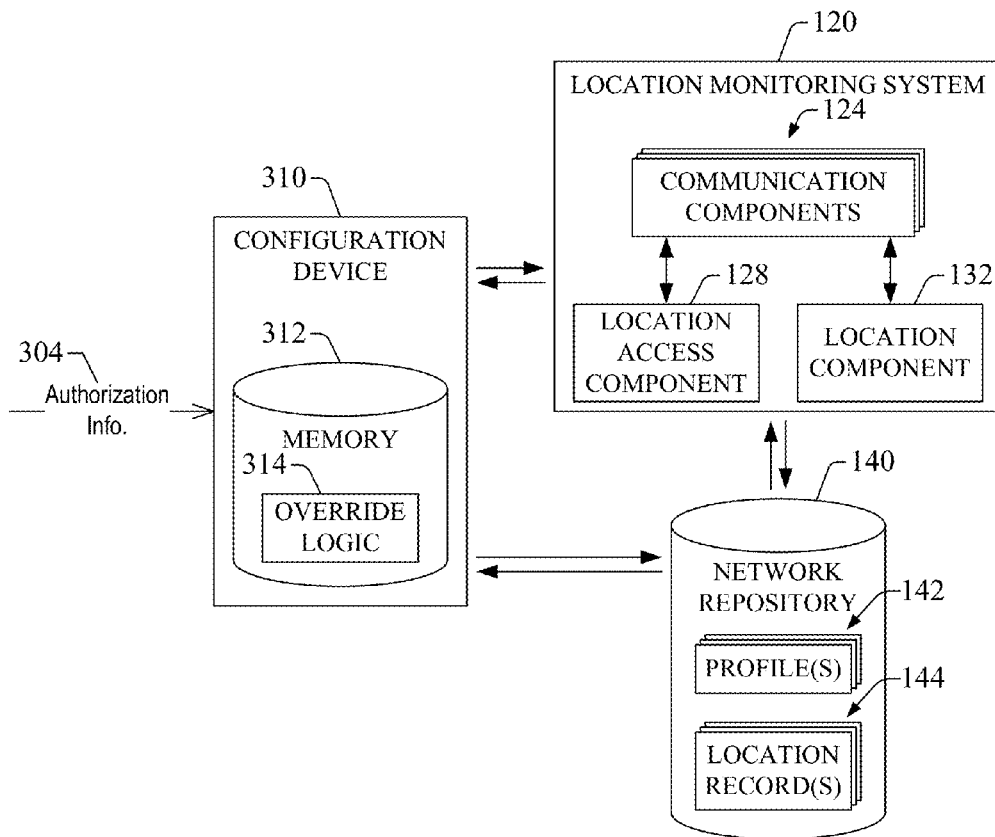 120
LOCATION MONITORING SYSTEM
124
COMMUNICATION
COMPONENTS
310
CONFIGURATION
DEVICE
128
132
LOCATION
ACCESS
COMPONENT
LOCATION
COMPONENT
304
Authorization
Info.
312
MEMORY
314
OVERRIDE
LOGIC
140
NETWORK
REPOSITORY
142
PROFILE(S)
144
LOCATION
RECORD(S)